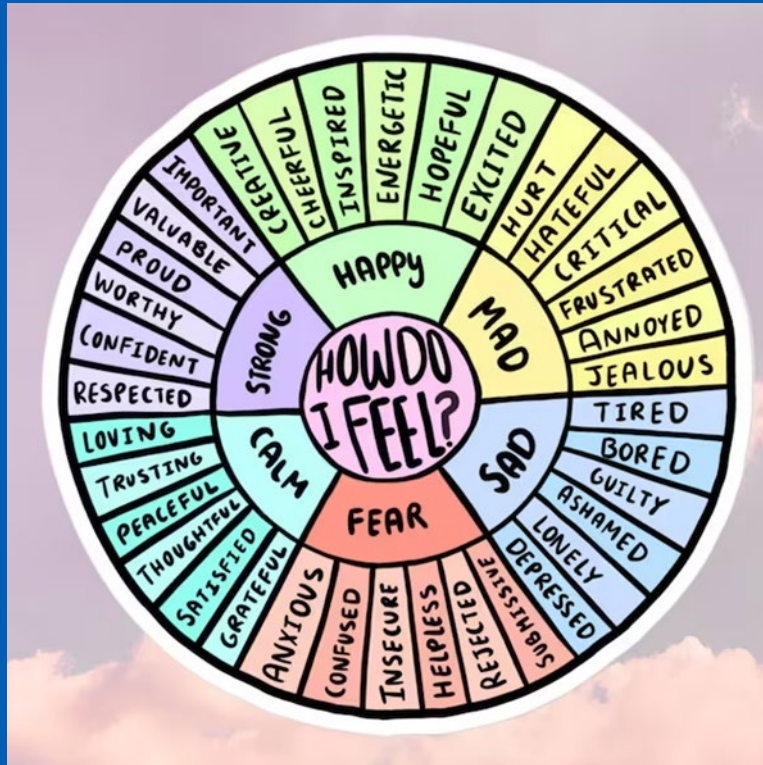 HOW DO
I FEEL?
HAPPY
CREATIVE
CHEERFUL
INSPIRED
ENERGETIC
HOPEFUL
EXCITED
MAD
HURT
HATEFUL
CRITICAL
FRUSTRATED
ANNOYED
JEALOUS
SAD
TIRED
BORED
GUILTY
ASHAMED
LONELY
DEPRESSED
FEAR
SUBMISSIVE
REJECTED
HELPLESS
INSECURE
CONFUSED
ANXIOUS
CALM
GRATEFUL
SATISFIED
THOUGHTFUL
PEACEFUL
TRUSTING
LOVING
STRONG
RESPECTED
CONFIDENT
WORTHY
PROUD
VALUABLE
IMPORTANT